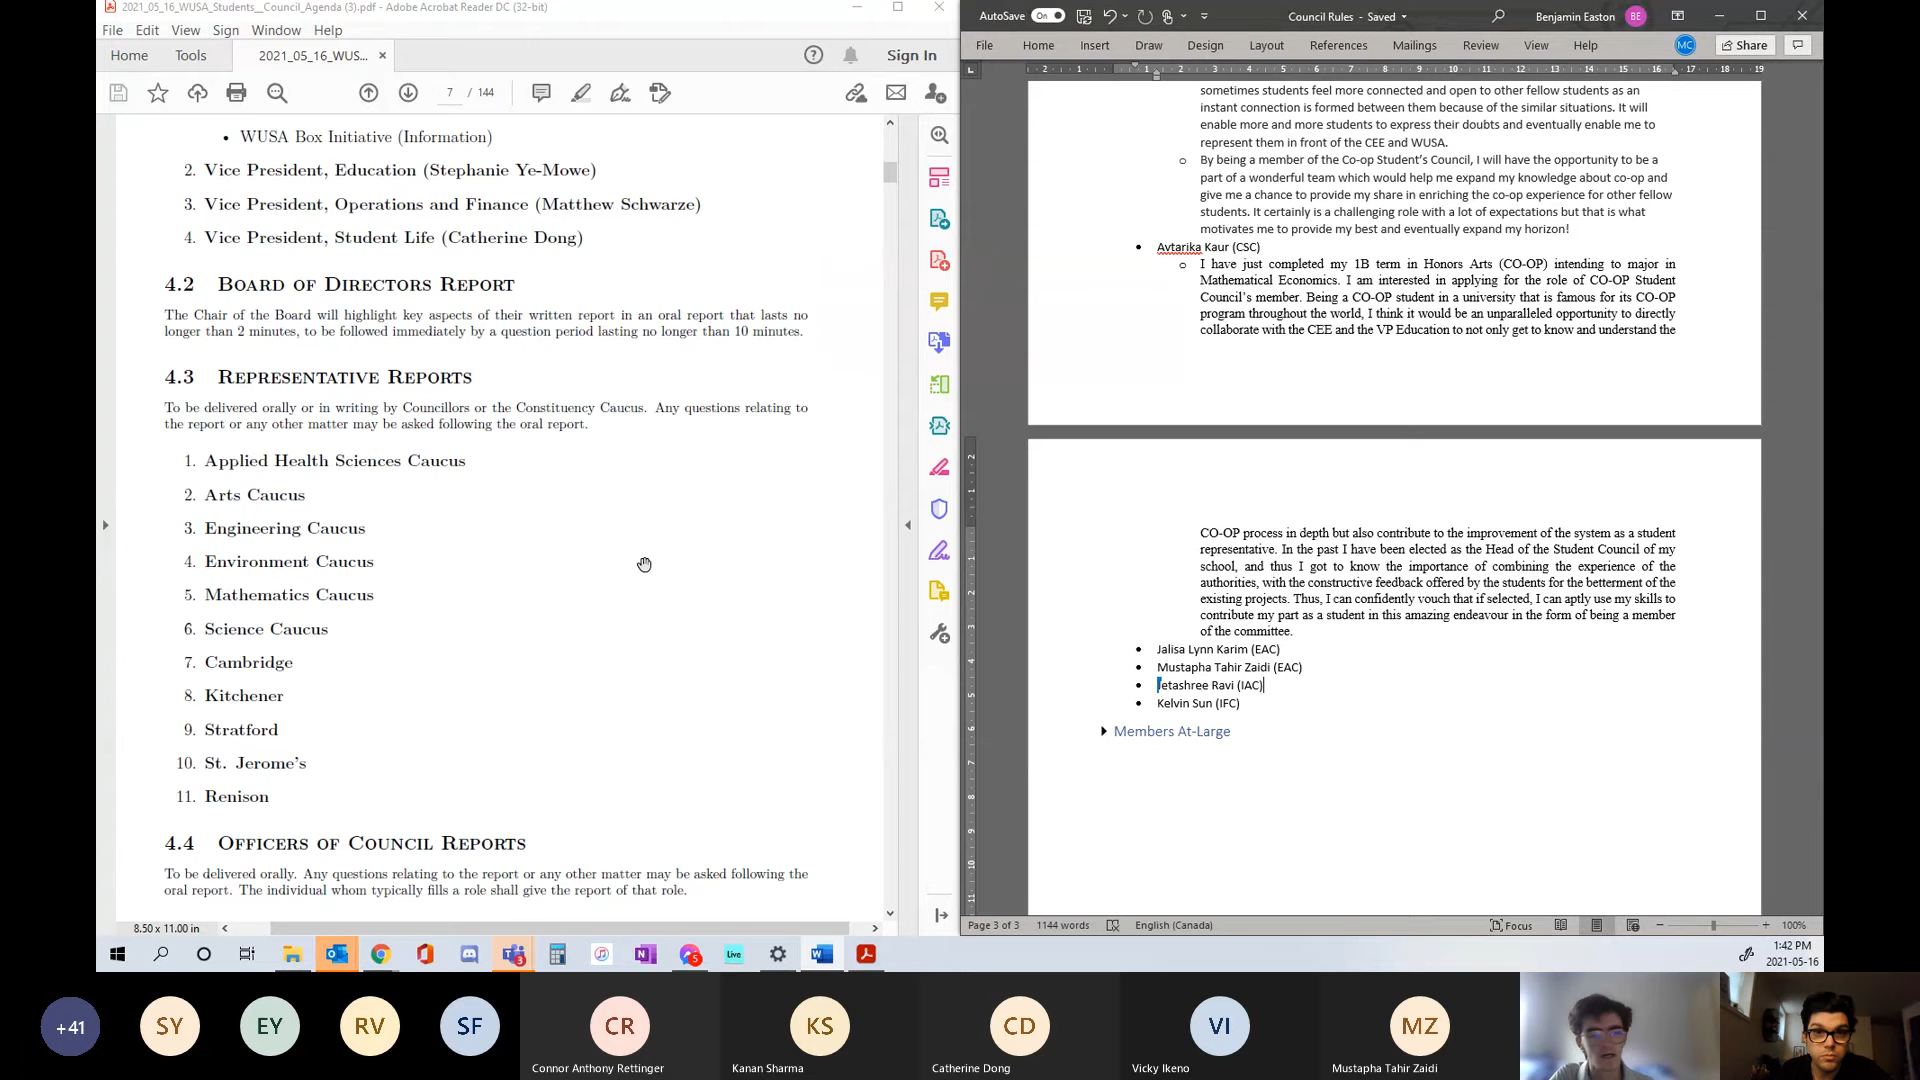 2021_05_16_WUSA_Students__Council_Agenda (3).pdf - Adobe Acrobat Reader DC (32-bit)
File Edit View Sign Window Help
Home Tools 2021_05_16_WUS... × Sign In
7 / 144
• WUSA Box Initiative (Information)
2. Vice President, Education (Stephanie Ye-Mowe)
3. Vice President, Operations and Finance (Matthew Schwarze)
4. Vice President, Student Life (Catherine Dong)
4.2 Board of Directors Report
The Chair of the Board will highlight key aspects of their written report in an oral report that lasts no
longer than 2 minutes, to be followed immediately by a question period lasting no longer than 10 minutes.
4.3 Representative Reports
To be delivered orally or in writing by Councillors or the Constituency Caucus. Any questions relating to
the report or any other matter may be asked following the oral report.
1. Applied Health Sciences Caucus
2. Arts Caucus
3. Engineering Caucus
4. Environment Caucus
5. Mathematics Caucus
6. Science Caucus
7. Cambridge
8. Kitchener
9. Stratford
10. St. Jerome's
11. Renison
4.4 Officers of Council Reports
To be delivered orally. Any questions relating to the report or any other matter may be asked following the
oral report. The individual whom typically fills a role shall give the report of that role.
8.50 x 11.00 in
AutoSave On Council Rules - Saved Benjamin Easton BE
File Home Insert Draw Design Layout References Mailings Review View Help MC Share
2 1 1 2 3 4 5 6 7 8 9 10 11 12 13 14 15 16 17 18 19
sometimes students feel more connected and open to other fellow students as an
instant connection is formed between them because of the similar situations. It will
enable more and more students to express their doubts and eventually enable me to
represent them in front of the CEE and WUSA.
o By being a member of the Co-op Student's Council, I will have the opportunity to be a
part of a wonderful team which would help me expand my knowledge about co-op and
give me a chance to provide my share in enriching the co-op experience for other fellow
students. It certainly is a challenging role with a lot of expectations but that is what
motivates me to provide my best and eventually expand my horizon!
• Avtarika Kaur (CSC)
o I have just completed my 1B term in Honors Arts (CO-OP) intending to major in
Mathematical Economics. I am interested in applying for the role of CO-OP Student
Council's member. Being a CO-OP student in a university that is famous for its CO-OP
program throughout the world, I think it would be an unparalleled opportunity to directly
collaborate with the CEE and the VP Education to not only get to know and understand the
CO-OP process in depth but also contribute to the improvement of the system as a student
representative. In the past I have been elected as the Head of the Student Council of my
school, and thus I got to know the importance of combining the experience of the
authorities, with the constructive feedback offered by the students for the betterment of the
existing projects. Thus, I can confidently vouch that if selected, I can aptly use my skills to
contribute my part as a student in this amazing endeavour in the form of being a member
of the committee.
• Jalisa Lynn Karim (EAC)
• Mustapha Tahir Zaidi (EAC)
• Jetashree Ravi (IAC)
• Kelvin Sun (IFC)
Members At-Large
Page 3 of 3 1144 words English (Canada) Focus 100%
3 5 Live
1:42 PM
2021-05-16
+41 SY EY RV SF CR KS CD VI MZ
Connor Anthony Rettinger Kanan Sharma Catherine Dong Vicky Ikeno Mustapha Tahir Zaidi